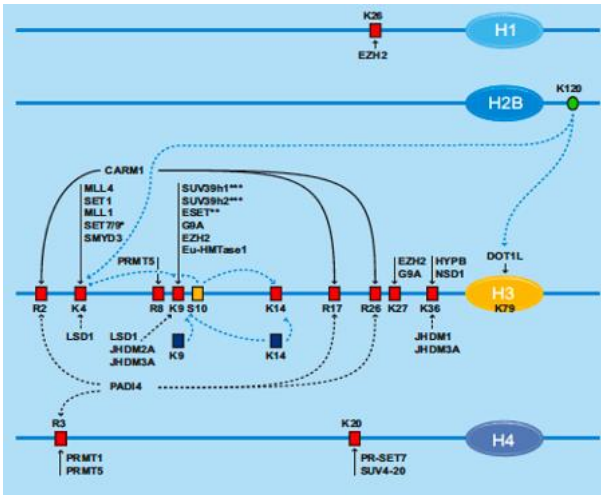 K26
H1
EZH2
H2B
K120
CARM1
MLL4
SET1
MLL1
SET7/9*
SMYD3
SUV39h1***
SUV39h2***
ESET**
G9A
EZH2
Eu-HMTase1
PRMT5
EZH2
G9A
HYPB
NSD1
DOT1L
H3
R2
K4
R8
K9
S10
K14
R17
R26
K27
K36
K79
LSD1
LSD1
JHDM2A
JHDM3A
K9
K14
JHDM1
JHDM3A
PADI4
R3
K20
H4
PRMT1
PRMT5
PR-SET7
SUV4-20